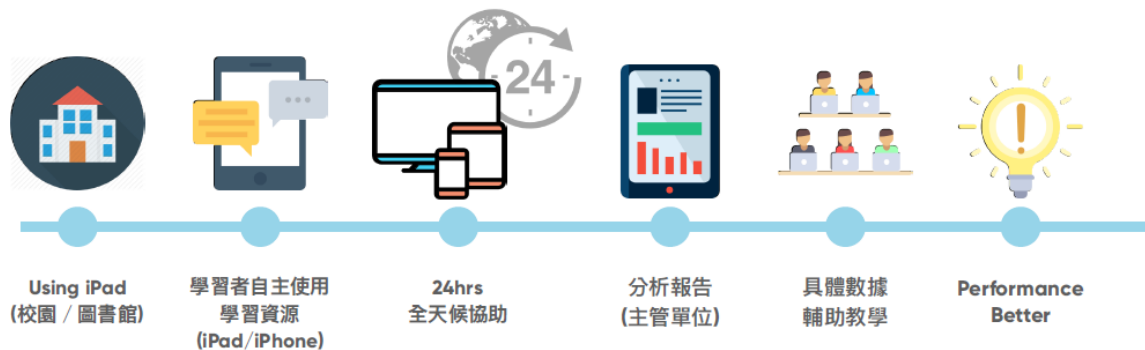 24
Using iPad
(校園 / 圖書館)
學習者自主使用
學習資源
(iPad/iPhone)
24hrs
全天候協助
分析報告
(主管單位)
具體數據
輔助教學
Performance
Better